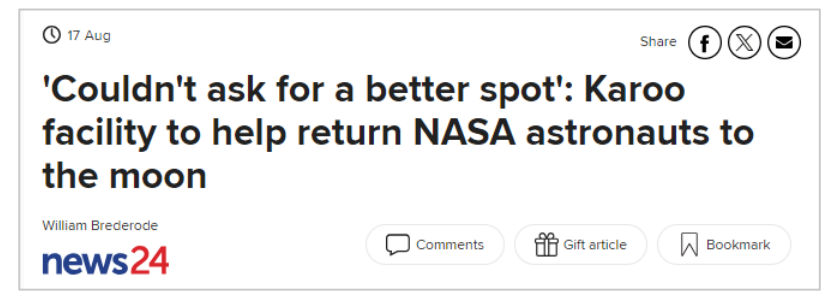 17 Aug
Share
'Couldn't ask for a better spot': Karoo
facility to help return NASA astronauts to
the moon
William Brederode
news24
Comments
Gift article
Bookmark